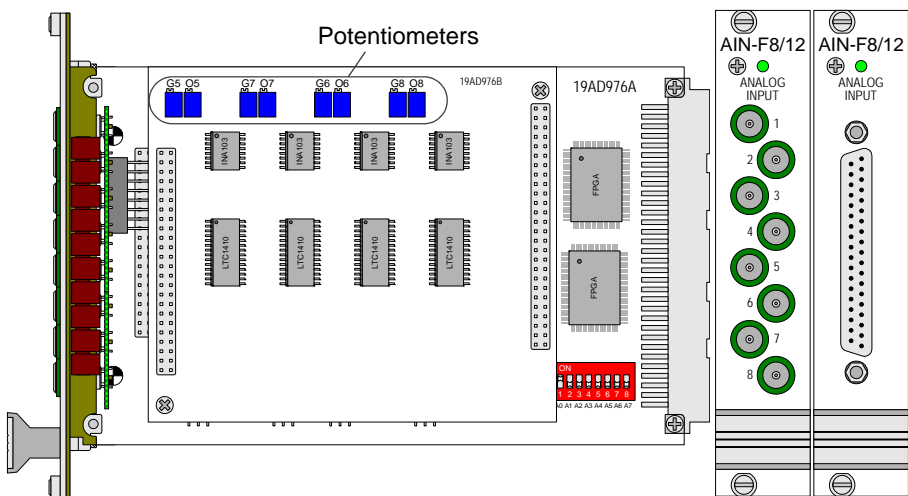 Potentiometers
G5 O5 G7 O7 G6 O6 G8 O8
19AD976B
19AD976A
INA103 INA103 INA103 INA103
LTC1410 LTC1410 LTC1410 LTC1410
FPGA
FPGA
ON
1 2 3 4 5 6 7 8
A0 A1 A2 A3 A4 A5 A6 A7
AIN-F8/12
ANALOG
INPUT
1
2
3
4
5
6
7
8
AIN-F8/12
ANALOG
INPUT